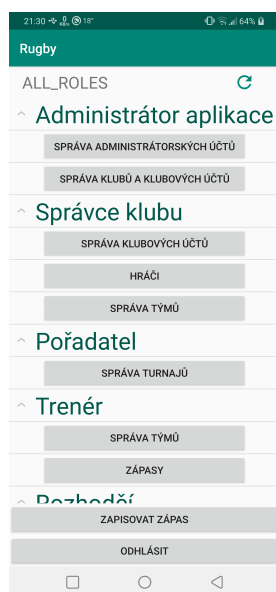 21:30 18° 64%
Rugby
ALL_ROLES
Administrátor aplikace
SPRÁVA ADMINISTRÁTORSKÝCH ÚČTŮ
SPRÁVA KLUBŮ A KLUBOVÝCH ÚČTŮ
Správce klubu
SPRÁVA KLUBOVÝCH ÚČTŮ
HRÁČI
SPRÁVA TÝMŮ
Pořadatel
SPRÁVA TURNAJŮ
Trenér
SPRÁVA TÝMŮ
ZÁPASY
Rozhodčí
ZAPISOVAT ZÁPAS
ODHLÁSIT